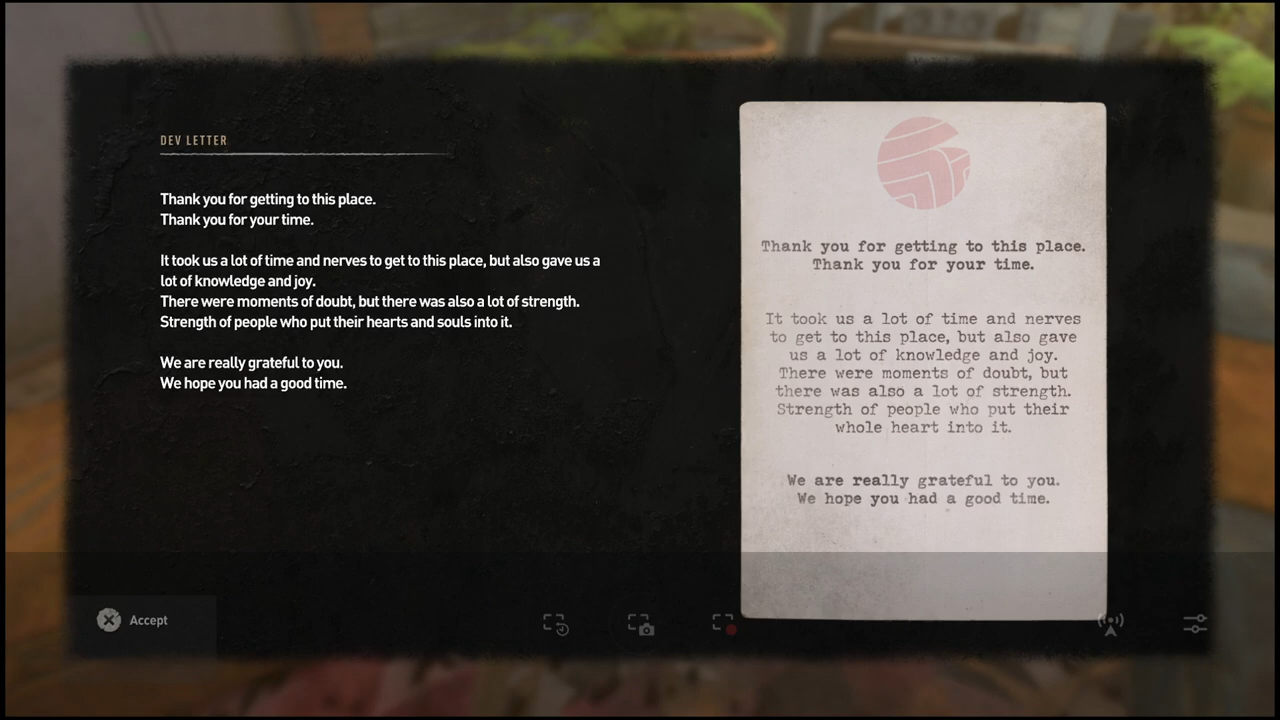 DEV LETTER
Thank you for getting to this place.
Thank you for your time.
It took us a lot of time and nerves to get to this place, but also gave us a
lot of knowledge and joy.
There were moments of doubt, but there was also a lot of strength.
Strength of people who put their hearts and souls into it.
We are really grateful to you.
We hope you had a good time.
Accept
Thank you for getting to this place.
Thank you for your time.
It took us a lot of time and nerves
to get to this place, but also gave
us a lot of knowledge and joy.
There were moments of doubt, but
there was also a lot of strength.
Strength of people who put their
whole heart into it.
We are really grateful to you.
We hope you had a good time.